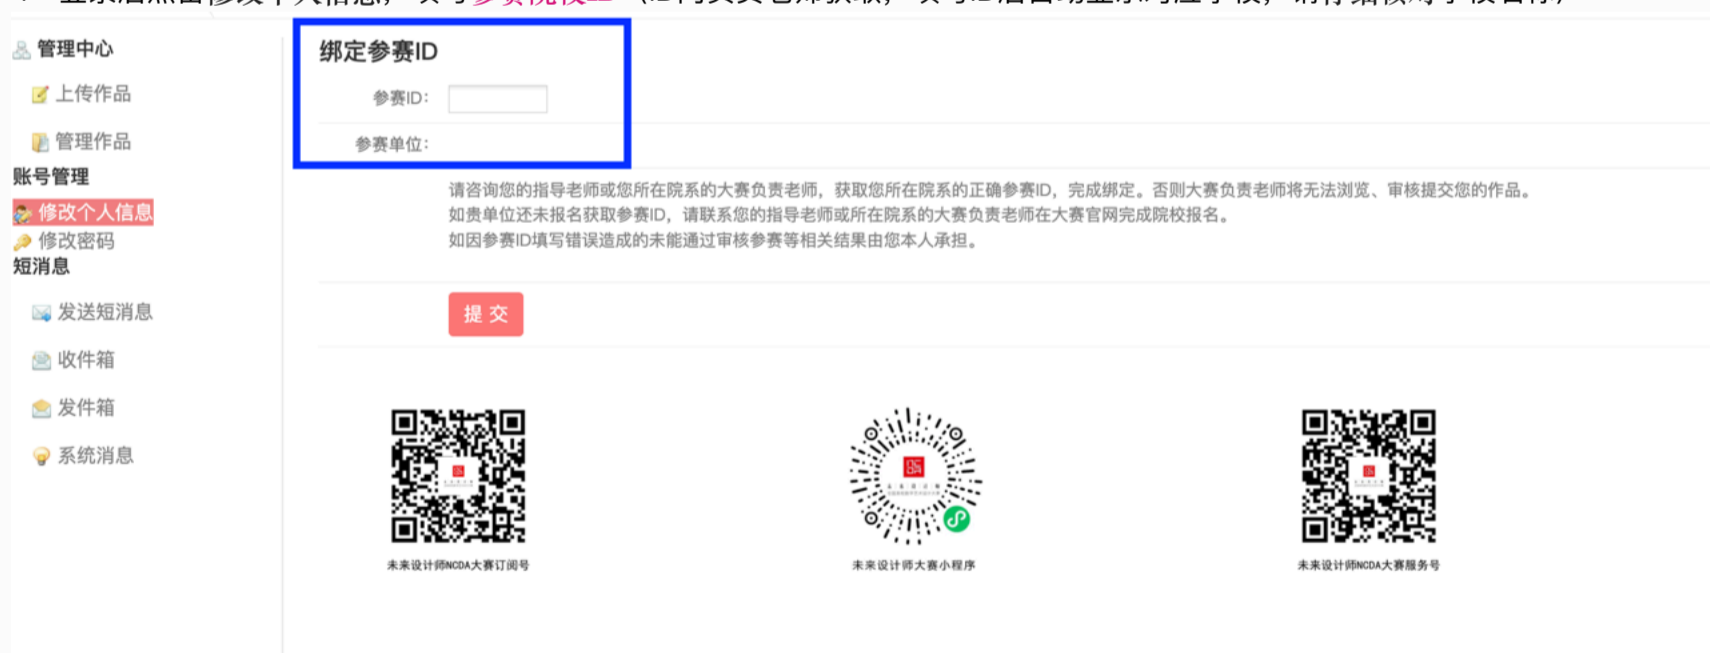 管理中心
上传作品
管理作品
账号管理
修改个人信息
修改密码
短消息
发送短消息
收件箱
发件箱
系统消息
绑定参赛ID
参赛ID：
参赛单位：
请咨询您的指导老师或您所在院系的大赛负责老师，获取您所在院系的正确参赛ID，完成绑定。否则大赛负责老师将无法浏览、审核提交您的作品。
如贵单位还未报名获取参赛ID，请联系您的指导老师或所在院系的大赛负责老师在大赛官网完成院校报名。
如因参赛ID填写错误造成的未能通过审核参赛等相关结果由您本人承担。
提 交
未来设计师NCDA大赛订阅号
未来设计师大赛小程序
未来设计师NCDA大赛服务号